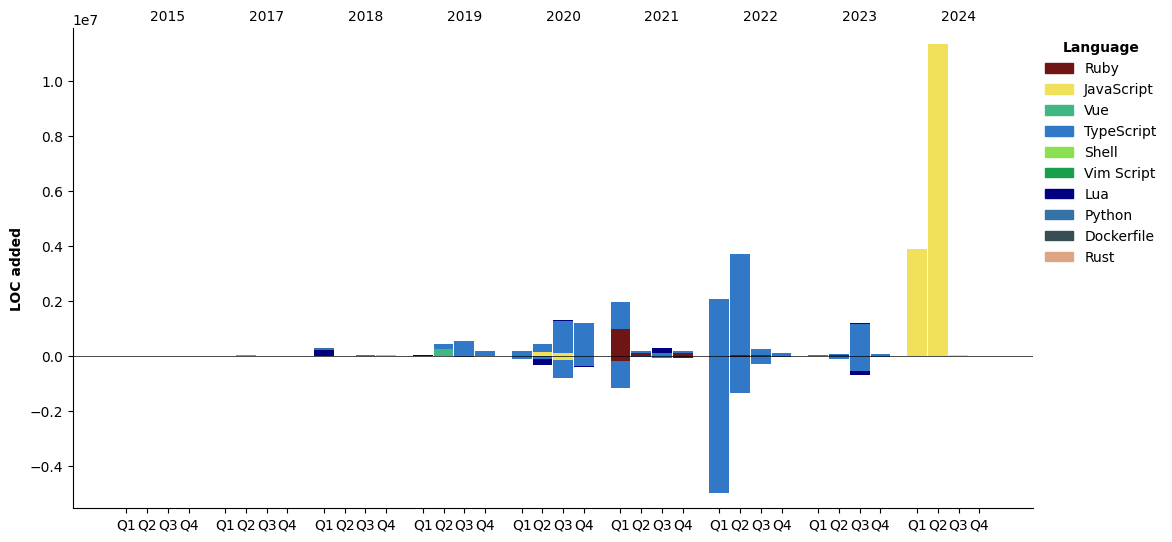 1e7
2015 2017 2018 2019 2020 2021 2022 2023 2024
LOC added
1.0
0.8
0.6
0.4
0.2
0.0
−0.2
−0.4
Q1 Q2 Q3 Q4 Q1 Q2 Q3 Q4 Q1 Q2 Q3 Q4 Q1 Q2 Q3 Q4 Q1 Q2 Q3 Q4 Q1 Q2 Q3 Q4 Q1 Q2 Q3 Q4 Q1 Q2 Q3 Q4 Q1 Q2 Q3 Q4
Language
Ruby
JavaScript
Vue
TypeScript
Shell
Vim Script
Lua
Python
Dockerfile
Rust